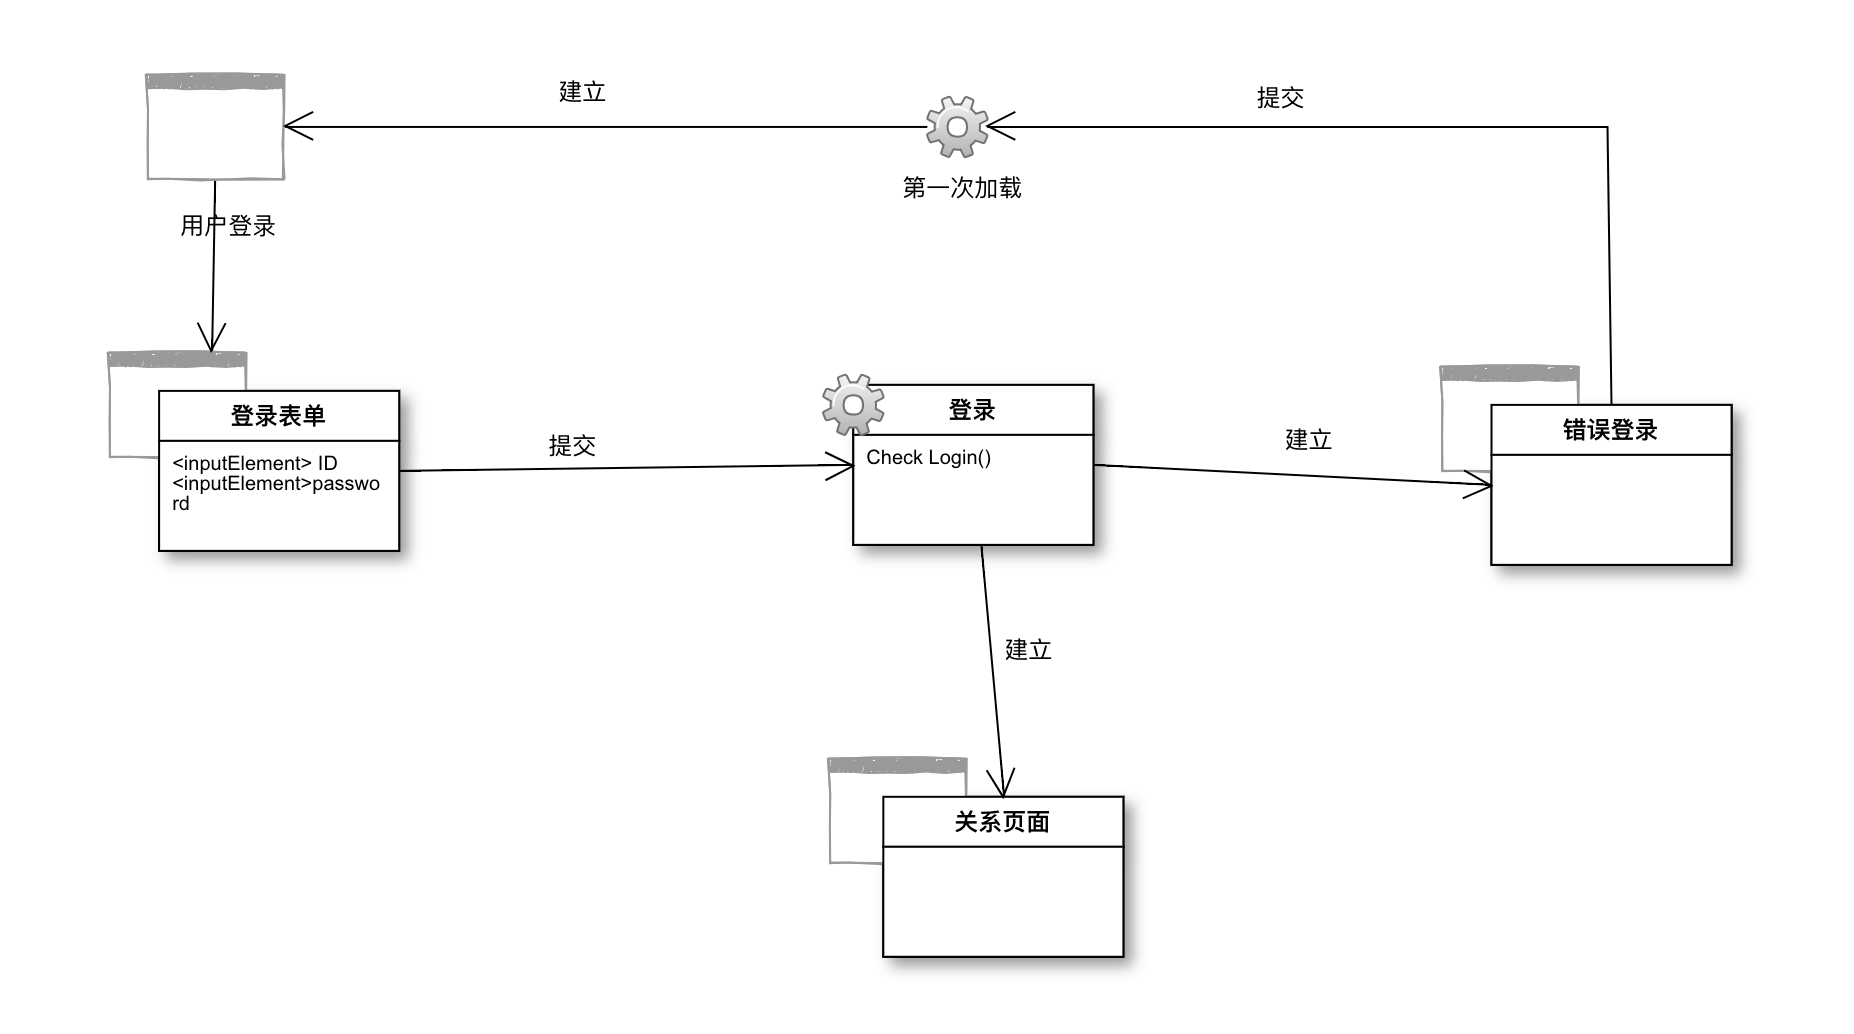 建立
提交
第一次加载
用户登录
登录表单
<inputElement> ID
<inputElement>passwo
rd
提交
登录
Check Login()
建立
错误登录
建立
关系页面